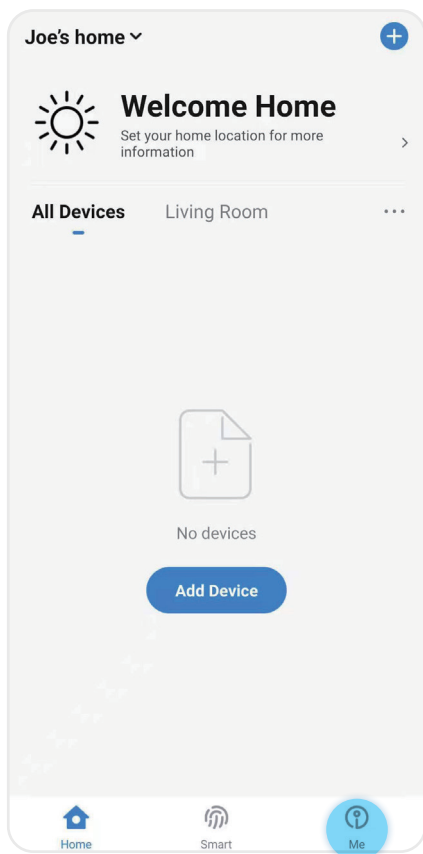 Joe's home
Welcome Home
Set your home location for more
information
All Devices
Living Room
No devices
Add Device
Home
Smart
Me